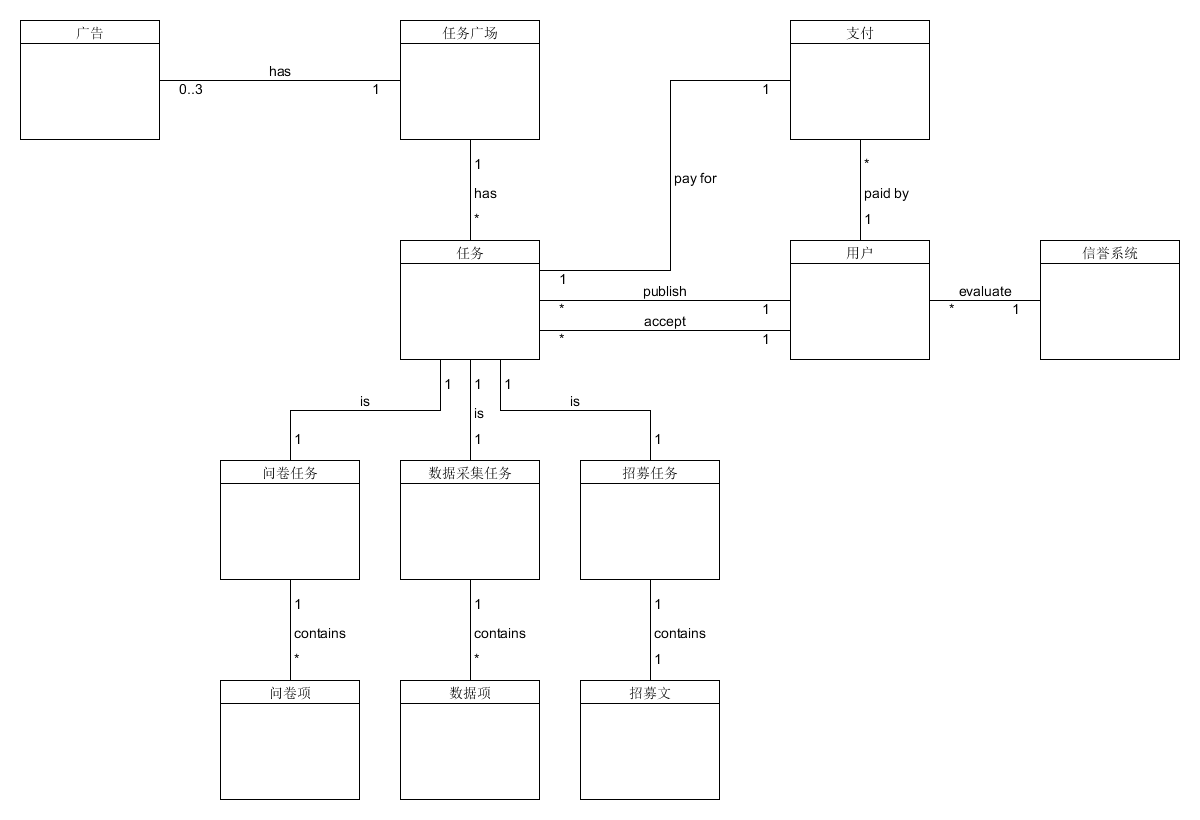 广告
任务广场
支付
has
0..3
1
1
1
pay for
*
has
paid by
*
1
任务
用户
信誉系统
1
publish
evaluate
*
1
*
1
accept
*
1
1
1
1
is
is
is
1
1
1
问卷任务
数据采集任务
招募任务
1
1
1
contains
contains
contains
*
*
1
问卷项
数据项
招募文